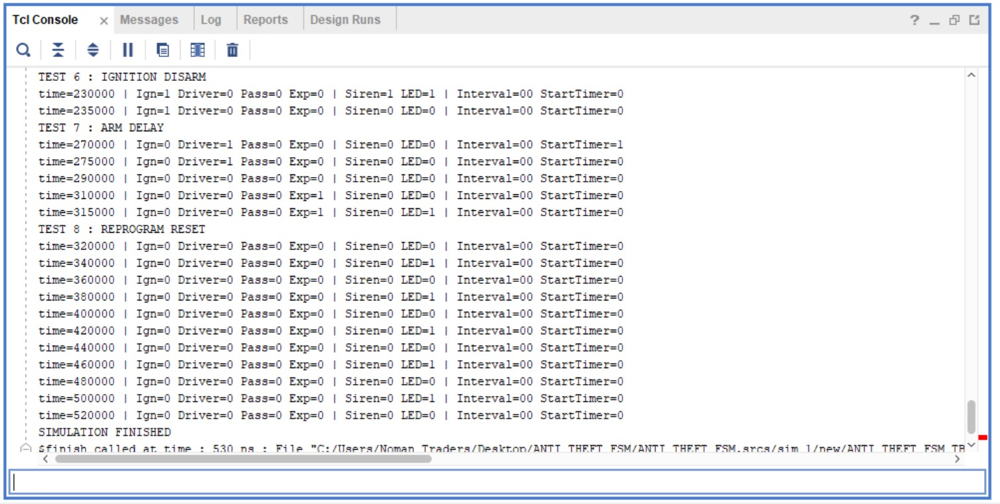 Tcl Console × Messages Log Reports Design Runs ?
TEST 6 : IGNITION DISARM
time=230000 | Ign=1 Driver=0 Pass=0 Exp=0 | Siren=1 LED=1 | Interval=00 StartTimer=0
time=235000 | Ign=1 Driver=0 Pass=0 Exp=0 | Siren=0 LED=0 | Interval=00 StartTimer=0
TEST 7 : ARM DELAY
time=270000 | Ign=0 Driver=1 Pass=0 Exp=0 | Siren=0 LED=0 | Interval=00 StartTimer=1
time=275000 | Ign=0 Driver=1 Pass=0 Exp=0 | Siren=0 LED=0 | Interval=00 StartTimer=0
time=290000 | Ign=0 Driver=0 Pass=0 Exp=0 | Siren=0 LED=0 | Interval=00 StartTimer=0
time=310000 | Ign=0 Driver=0 Pass=0 Exp=1 | Siren=0 LED=0 | Interval=00 StartTimer=0
time=315000 | Ign=0 Driver=0 Pass=0 Exp=1 | Siren=0 LED=1 | Interval=00 StartTimer=0
TEST 8 : REPROGRAM RESET
time=320000 | Ign=0 Driver=0 Pass=0 Exp=0 | Siren=0 LED=0 | Interval=00 StartTimer=0
time=340000 | Ign=0 Driver=0 Pass=0 Exp=0 | Siren=0 LED=1 | Interval=00 StartTimer=0
time=360000 | Ign=0 Driver=0 Pass=0 Exp=0 | Siren=0 LED=0 | Interval=00 StartTimer=0
time=380000 | Ign=0 Driver=0 Pass=0 Exp=0 | Siren=0 LED=1 | Interval=00 StartTimer=0
time=400000 | Ign=0 Driver=0 Pass=0 Exp=0 | Siren=0 LED=0 | Interval=00 StartTimer=0
time=420000 | Ign=0 Driver=0 Pass=0 Exp=0 | Siren=0 LED=1 | Interval=00 StartTimer=0
time=440000 | Ign=0 Driver=0 Pass=0 Exp=0 | Siren=0 LED=0 | Interval=00 StartTimer=0
time=460000 | Ign=0 Driver=0 Pass=0 Exp=0 | Siren=0 LED=1 | Interval=00 StartTimer=0
time=480000 | Ign=0 Driver=0 Pass=0 Exp=0 | Siren=0 LED=0 | Interval=00 StartTimer=0
time=500000 | Ign=0 Driver=0 Pass=0 Exp=0 | Siren=0 LED=1 | Interval=00 StartTimer=0
time=520000 | Ign=0 Driver=0 Pass=0 Exp=0 | Siren=0 LED=0 | Interval=00 StartTimer=0
SIMULATION FINISHED
$finish called at time : 530 ns : File "C:/Users/Noman Traders/Desktop/ANTI_THEFT_FSM/ANTI_THEFT_FSM.srcs/sim_1/new/ANTI_THEFT_FSM_TB